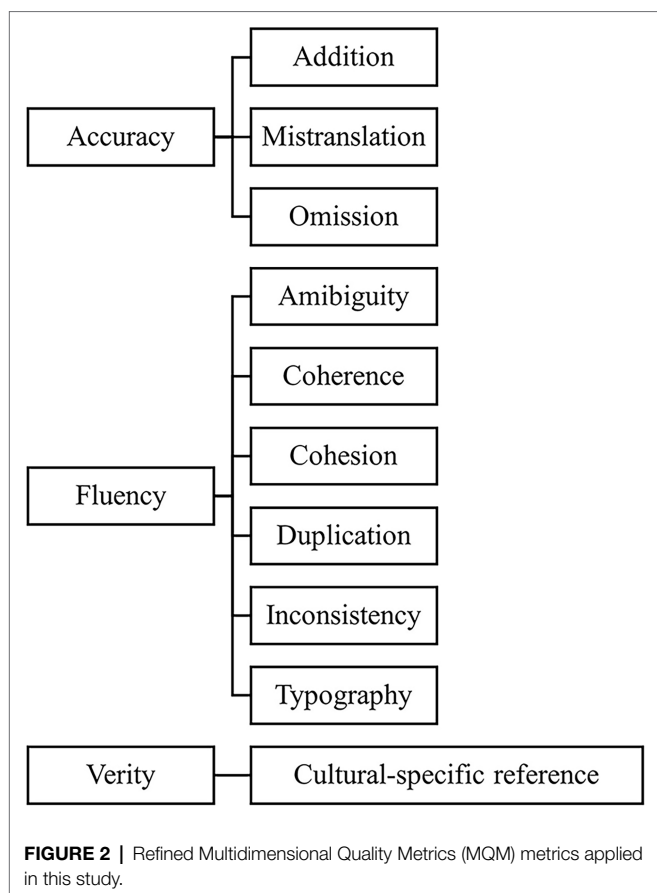 Addition
Accuracy
Mistranslation
Omission
Amibiguity
Coherence
Cohesion
Fluency
Duplication
Inconsistency
Typography
Verity
Cultural-specific reference
FIGURE 2 | Refined Multidimensional Quality Metrics (MQM) metrics applied
in this study.